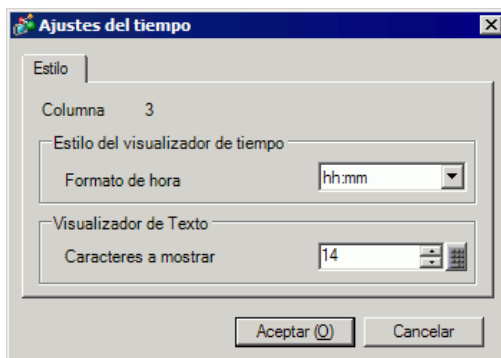 Ajustes del tiempo
Estilo
Columna 3
Estilo del visualizador de tiempo
Formato de hora hh:mm
Visualizador de Texto
Caracteres a mostrar 14
Aceptar (O) Cancelar